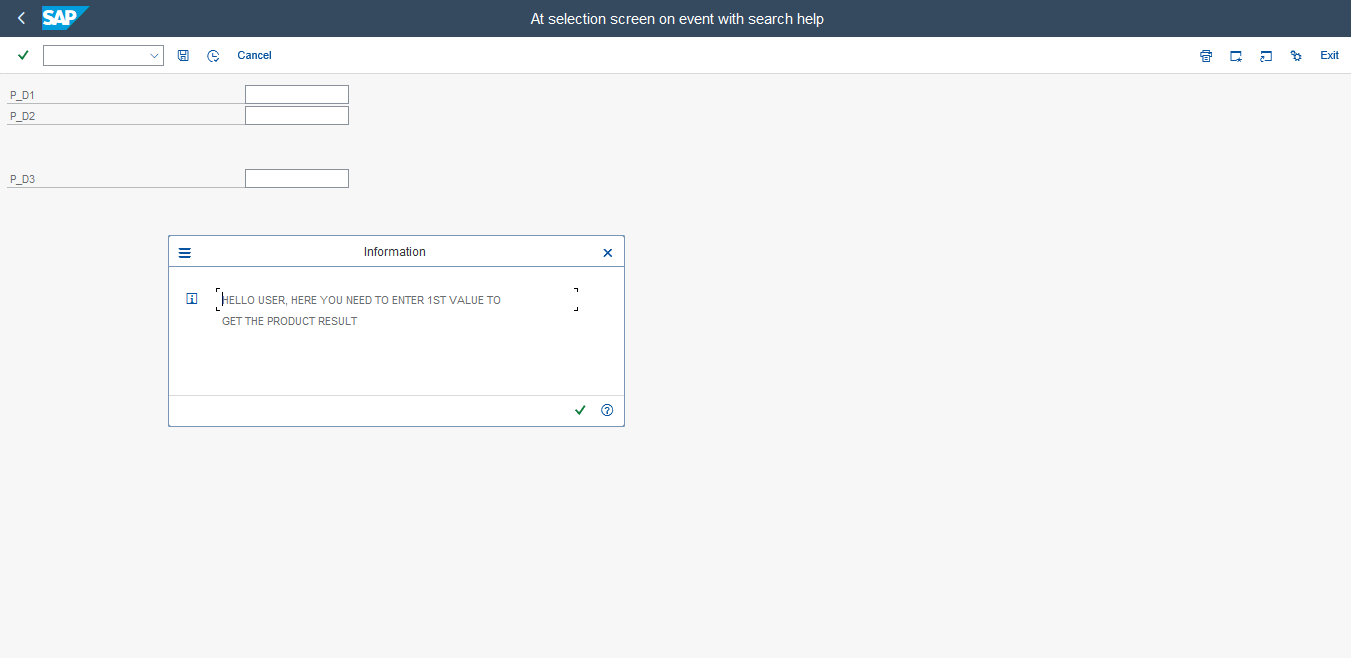 SAP
At selection screen on event with search help
Cancel
Exit
P_D1
P_D2
P_D3
Information
HELLO USER, HERE YOU NEED TO ENTER 1ST VALUE TO
GET THE PRODUCT RESULT